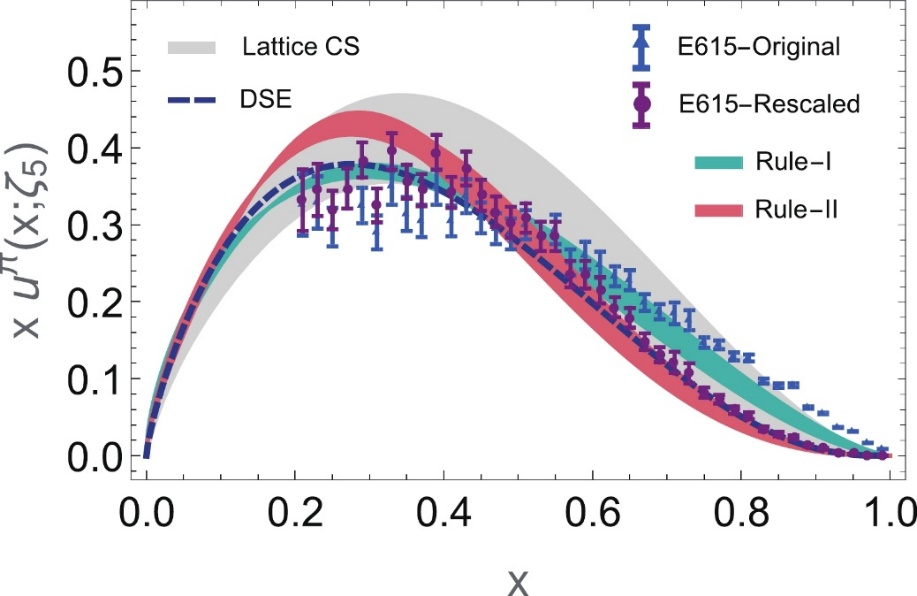 Lattice CS
DSE
E615-Original
E615-Rescaled
Rule-I
Rule-II
x u^π(x;ζ₅)
0.5
0.4
0.3
0.2
0.1
0.0
0.0 0.2 0.4 0.6 0.8 1.0
x